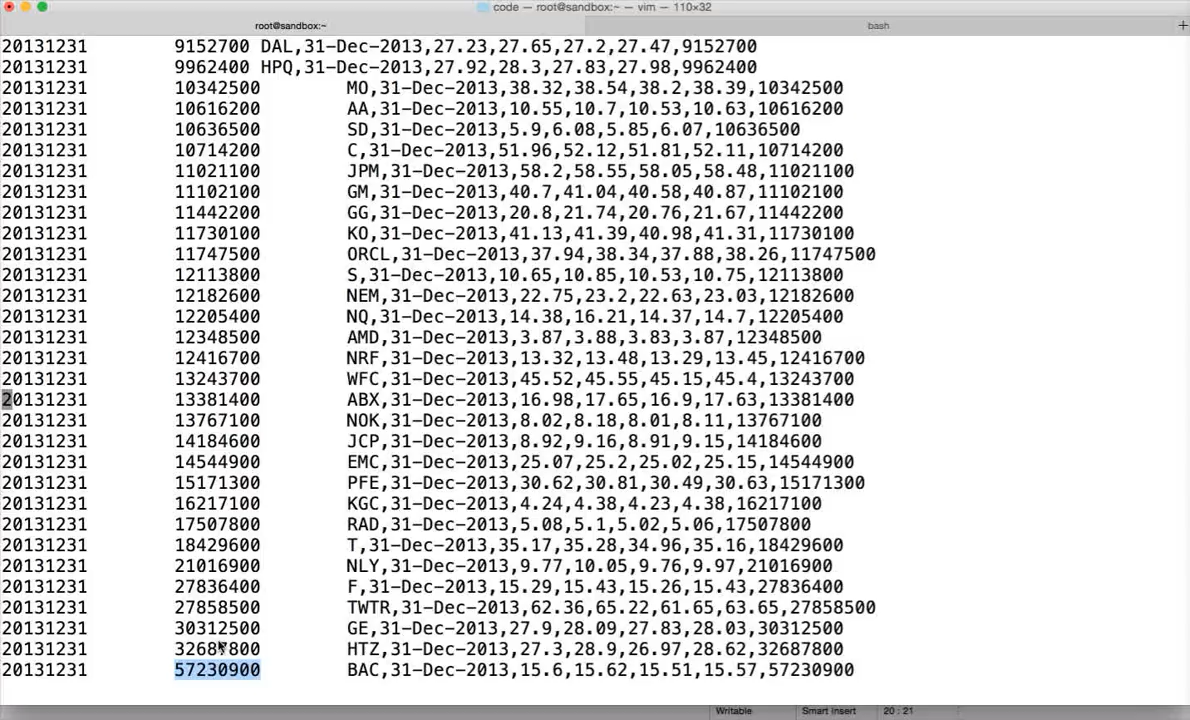 code — root@sandbox:~ — vim — 110×32
root@sandbox:~
bash
+
20131231 9152700 DAL,31-Dec-2013,27.23,27.65,27.2,27.47,9152700
20131231 9962400 HPQ,31-Dec-2013,27.92,28.3,27.83,27.98,9962400
20131231 10342500 MO,31-Dec-2013,38.32,38.54,38.2,38.39,10342500
20131231 10616200 AA,31-Dec-2013,10.55,10.7,10.53,10.63,10616200
20131231 10636500 SD,31-Dec-2013,5.9,6.08,5.85,6.07,10636500
20131231 10714200 C,31-Dec-2013,51.96,52.12,51.81,52.11,10714200
20131231 11021100 JPM,31-Dec-2013,58.2,58.55,58.05,58.48,11021100
20131231 11102100 GM,31-Dec-2013,40.7,41.04,40.58,40.87,11102100
20131231 11442200 GG,31-Dec-2013,20.8,21.74,20.76,21.67,11442200
20131231 11730100 KO,31-Dec-2013,41.13,41.39,40.98,41.31,11730100
20131231 11747500 ORCL,31-Dec-2013,37.94,38.34,37.88,38.26,11747500
20131231 12113800 S,31-Dec-2013,10.65,10.85,10.53,10.75,12113800
20131231 12182600 NEM,31-Dec-2013,22.75,23.2,22.63,23.03,12182600
20131231 12205400 NQ,31-Dec-2013,14.38,16.21,14.37,14.7,12205400
20131231 12348500 AMD,31-Dec-2013,3.87,3.88,3.83,3.87,12348500
20131231 12416700 NRF,31-Dec-2013,13.32,13.48,13.29,13.45,12416700
20131231 13243700 WFC,31-Dec-2013,45.52,45.55,45.15,45.4,13243700
20131231 13381400 ABX,31-Dec-2013,16.98,17.65,16.9,17.63,13381400
20131231 13767100 NOK,31-Dec-2013,8.02,8.18,8.01,8.11,13767100
20131231 14184600 JCP,31-Dec-2013,8.92,9.16,8.91,9.15,14184600
20131231 14544900 EMC,31-Dec-2013,25.07,25.2,25.02,25.15,14544900
20131231 15171300 PFE,31-Dec-2013,30.62,30.81,30.49,30.63,15171300
20131231 16217100 KGC,31-Dec-2013,4.24,4.38,4.23,4.38,16217100
20131231 17507800 RAD,31-Dec-2013,5.08,5.1,5.02,5.06,17507800
20131231 18429600 T,31-Dec-2013,35.17,35.28,34.96,35.16,18429600
20131231 21016900 NLY,31-Dec-2013,9.77,10.05,9.76,9.97,21016900
20131231 27836400 F,31-Dec-2013,15.29,15.43,15.26,15.43,27836400
20131231 27858500 TWTR,31-Dec-2013,62.36,65.22,61.65,63.65,27858500
20131231 30312500 GE,31-Dec-2013,27.9,28.09,27.83,28.03,30312500
20131231 32687800 HTZ,31-Dec-2013,27.3,28.9,26.97,28.62,32687800
20131231 57230900 BAC,31-Dec-2013,15.6,15.62,15.51,15.57,57230900
Writable Smart Insert 20 : 21